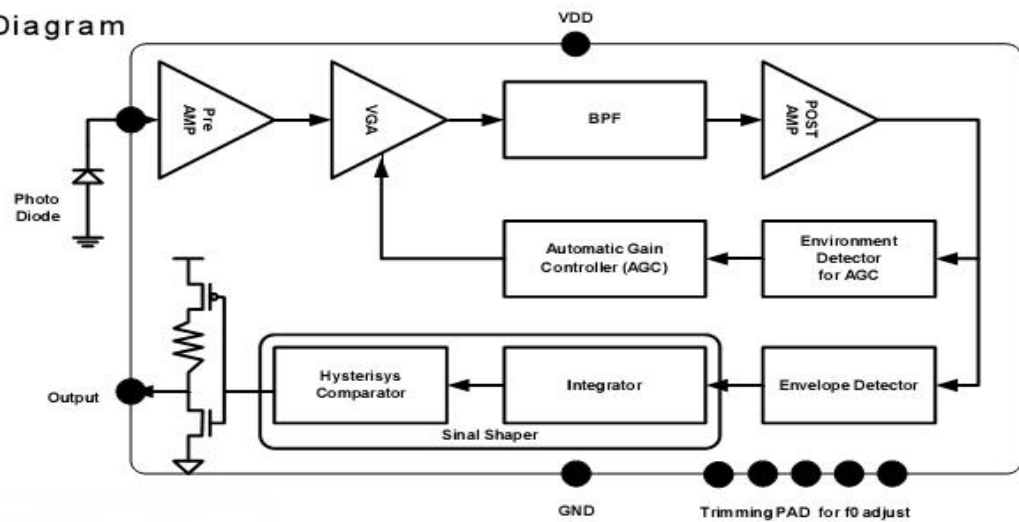 Diagram
VDD
Pre
AMP
VGA
BPF
POST
AMP
Photo
Diode
Automatic Gain
Controller (AGC)
Environment
Detector
for AGC
Output
Hysterisys
Comparator
Integrator
Envelope Detector
Sinal Shaper
GND
Trimming PAD for f0 adjust